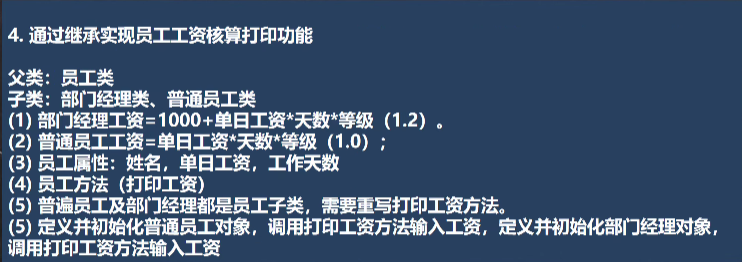 4. 通过继承实现员工工资核算打印功能
父类：员工类
子类：部门经理类、普通员工类
(1) 部门经理工资=1000+单日工资*天数*等级（1.2）。
(2) 普通员工工资=单日工资*天数*等级（1.0）；
(3) 员工属性：姓名，单日工资，工作天数
(4) 员工方法（打印工资）
(5) 普遍员工及部门经理都是员工子类，需要重写打印工资方法。
(5) 定义并初始化普通员工对象，调用打印工资方法输入工资，定义并初始化部门经理对象，
调用打印工资方法输入工资